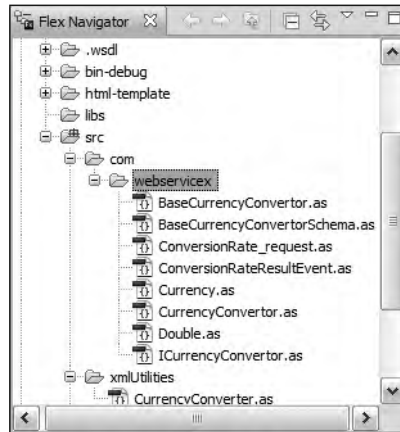 Flex Navigator
.wsdl
bin-debug
html-template
libs
src
com
webservicex
BaseCurrencyConvertor.as
BaseCurrencyConvertorSchema.as
ConversionRate_request.as
ConversionRateResultEvent.as
Currency.as
CurrencyConvertor.as
Double.as
ICurrencyConvertor.as
xmlUtilities
CurrencyConverter.as